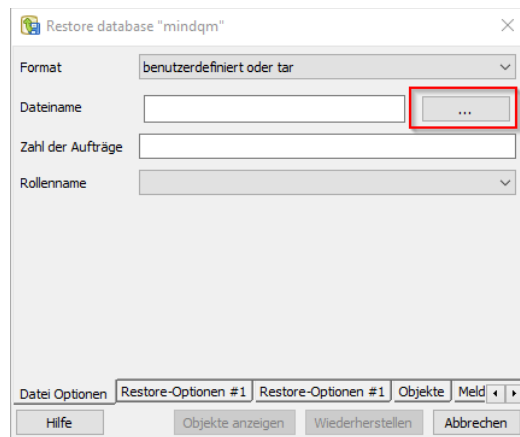 Restore database "mindqm"
Format benutzerdefiniert oder tar
Dateiname ...
Zahl der Aufträge
Rollenname
Datei Optionen Restore-Optionen #1 Restore-Optionen #1 Objekte Meld
Hilfe Objekte anzeigen Wiederherstellen Abbrechen